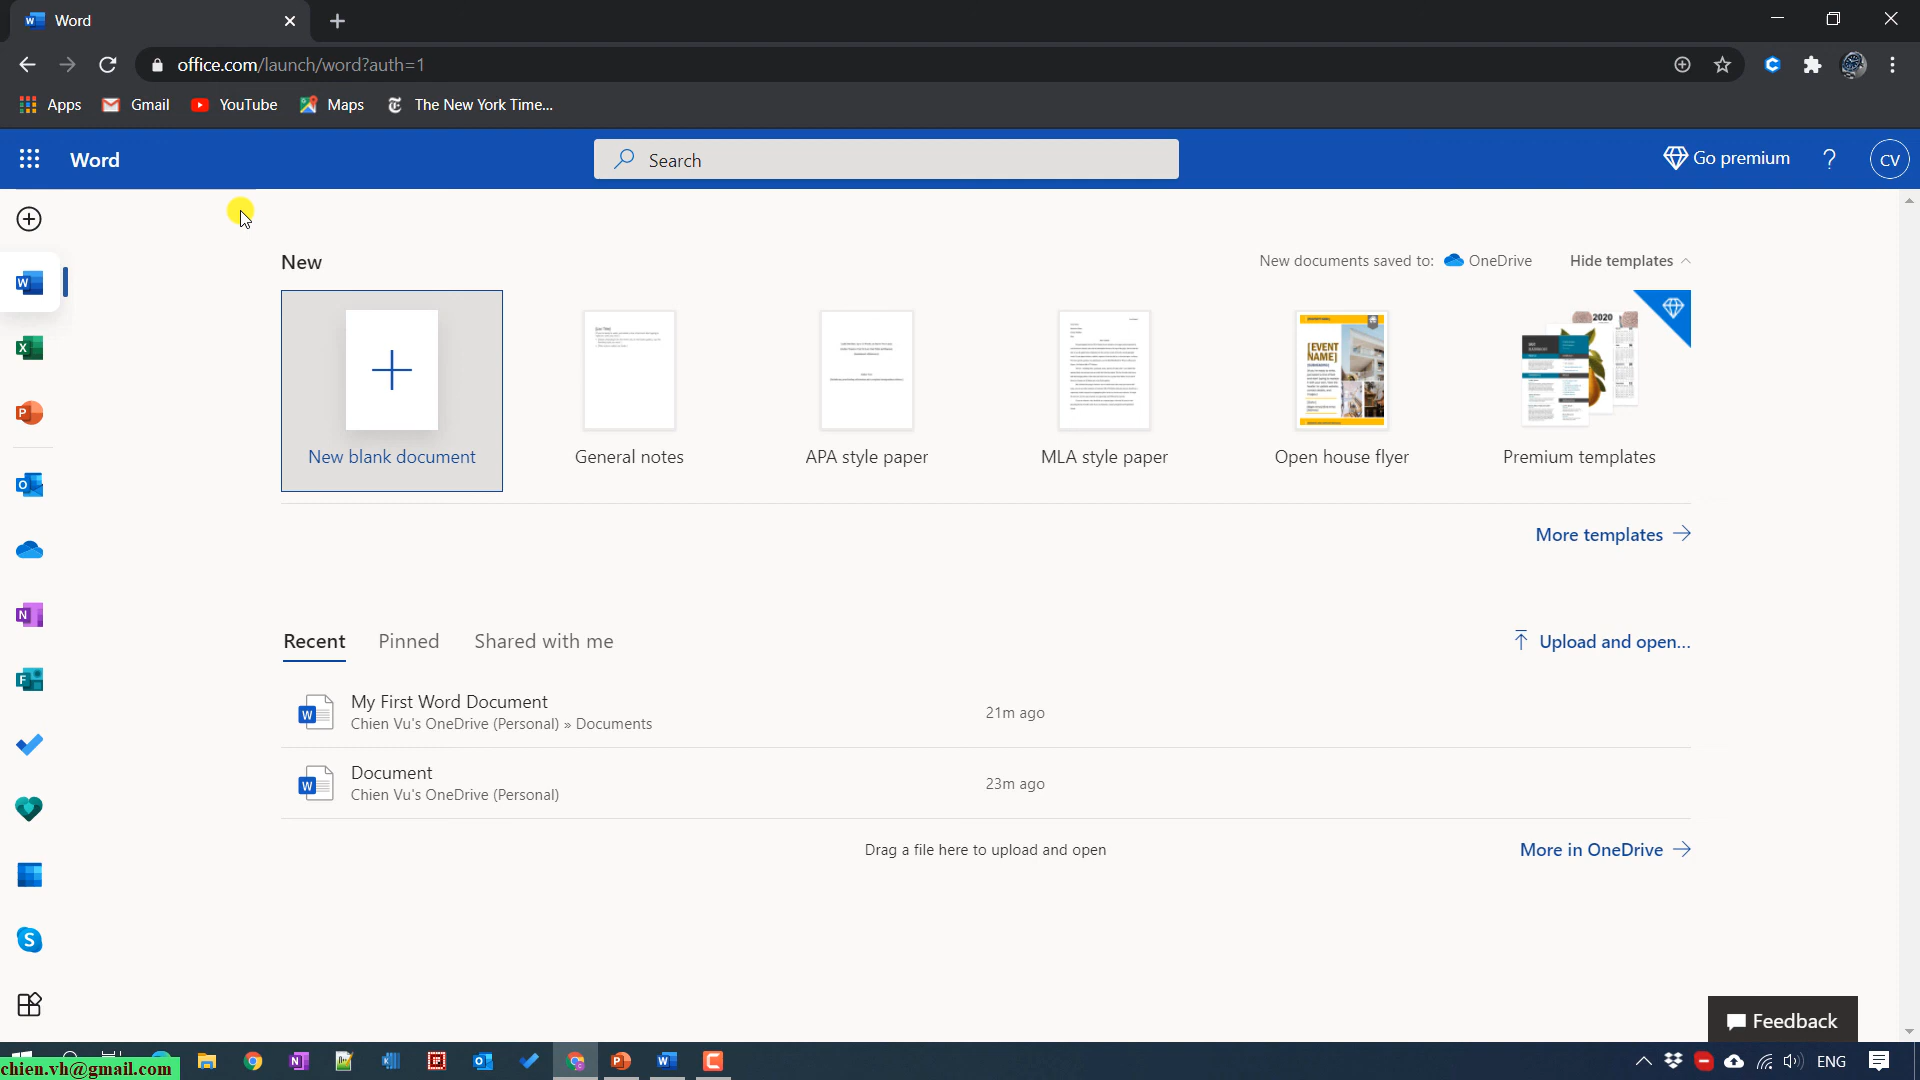 Word
office.com/launch/word?auth=1
Apps
Gmail
YouTube
Maps
The New York Time...
Word
Search
Go premium
?
CV
New
New documents saved to:
OneDrive
Hide templates
[EVENT NAME]
2020
New blank document
General notes
APA style paper
MLA style paper
Open house flyer
Premium templates
More templates
Recent
Pinned
Shared with me
Upload and open...
My First Word Document
21m ago
Chien Vu's OneDrive (Personal) » Documents
Document
23m ago
Chien Vu's OneDrive (Personal)
Drag a file here to upload and open
More in OneDrive
Feedback
chien.vh@gmail.com
ENG